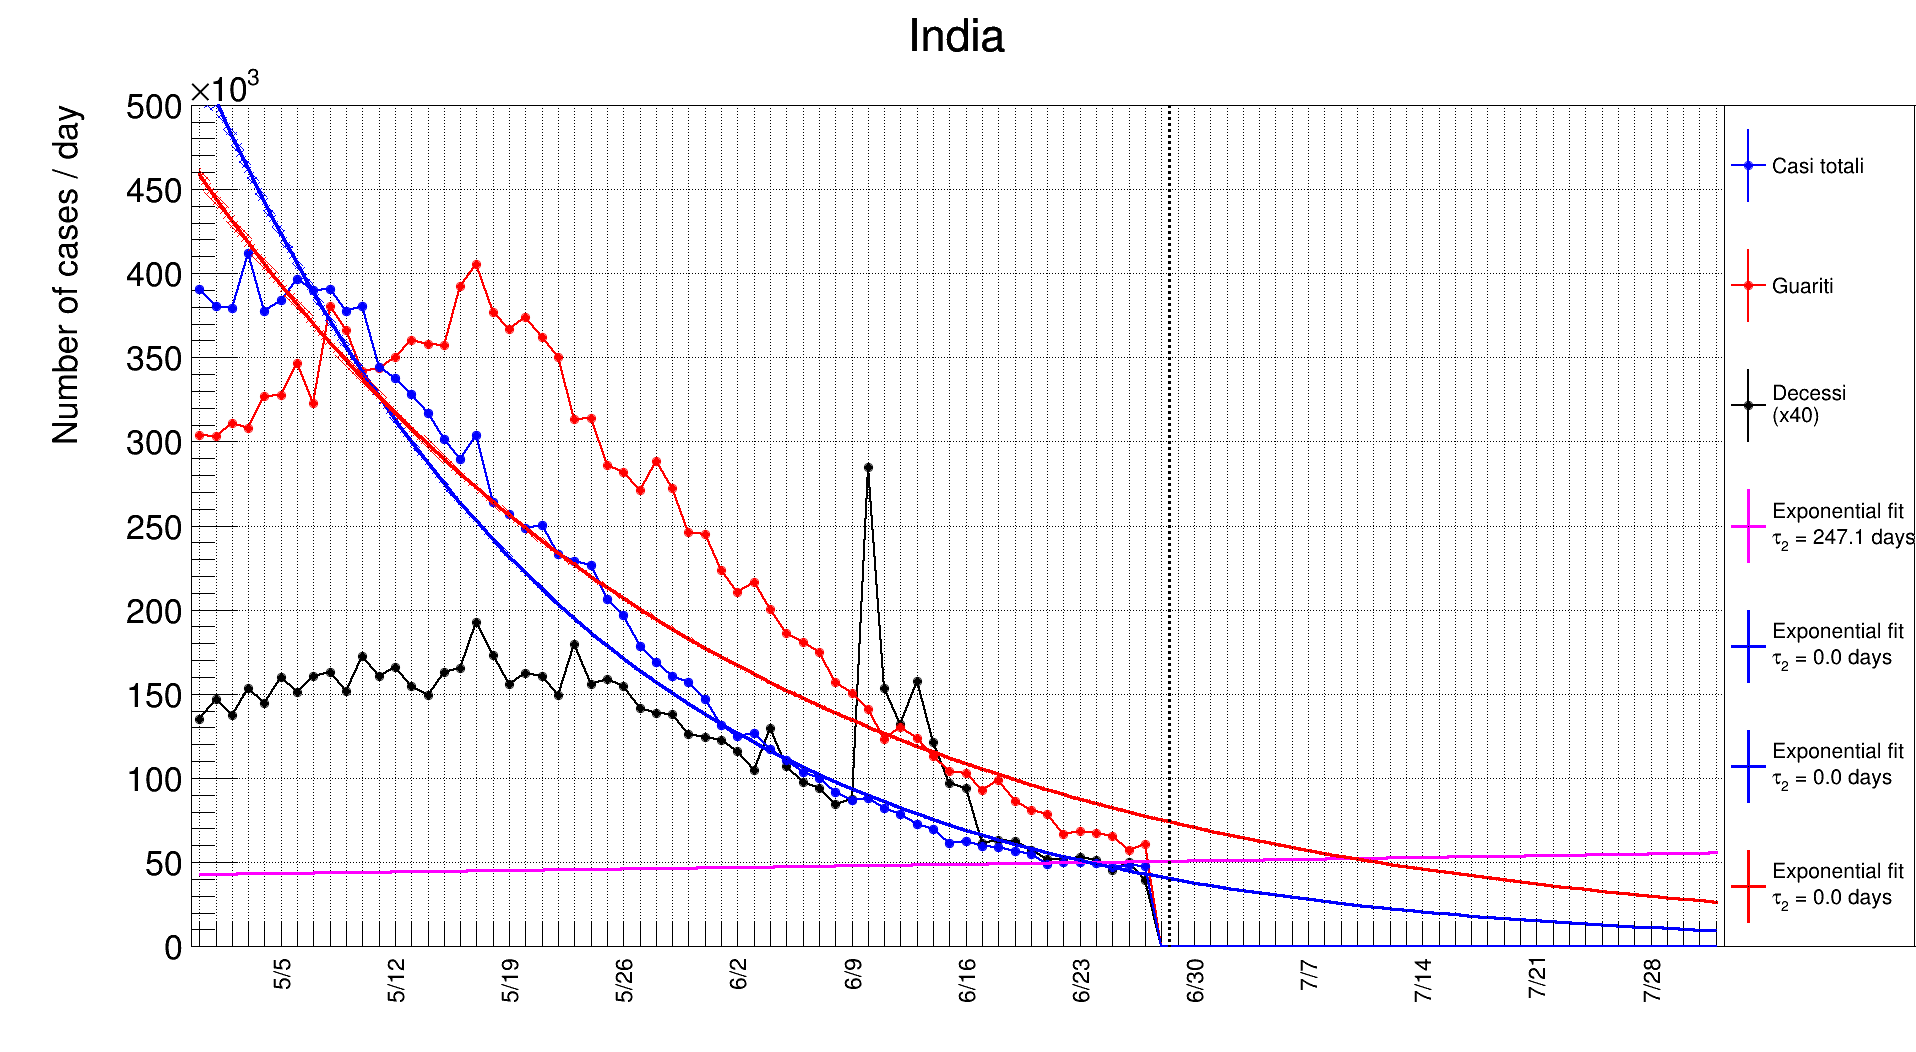 India
×10³
Number of cases / day
500
450
400
350
300
250
200
150
100
50
0
5/5
5/12
5/19
5/26
6/2
6/9
6/16
6/23
6/30
7/7
7/14
7/21
7/28
Casi totali
Guariti
Decessi
(x40)
Exponential fit
τ₂ = 247.1 days
Exponential fit
τ₂ = 0.0 days
Exponential fit
τ₂ = 0.0 days
Exponential fit
τ₂ = 0.0 days